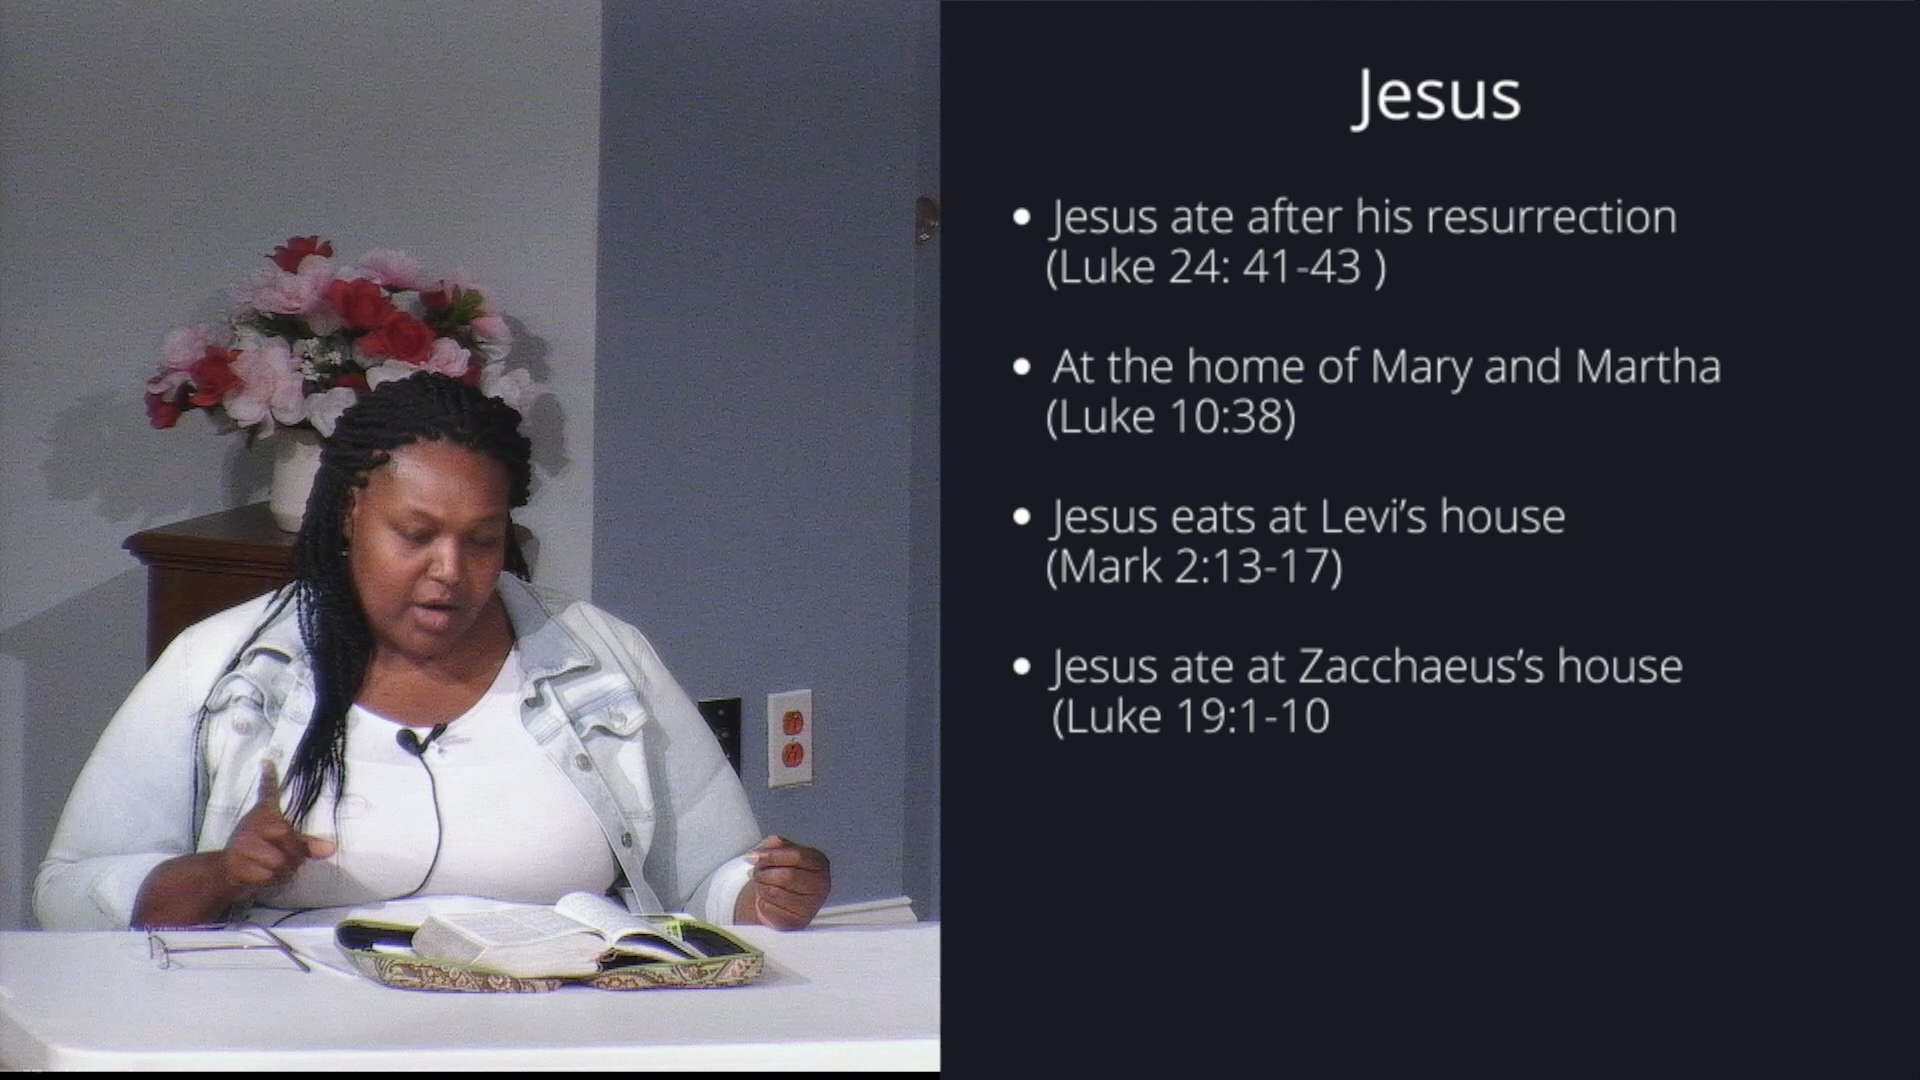 Jesus
• Jesus ate after his resurrection
(Luke 24: 41-43 )
• At the home of Mary and Martha
(Luke 10:38)
• Jesus eats at Levi’s house
(Mark 2:13-17)
• Jesus ate at Zacchaeus’s house
(Luke 19:1-10